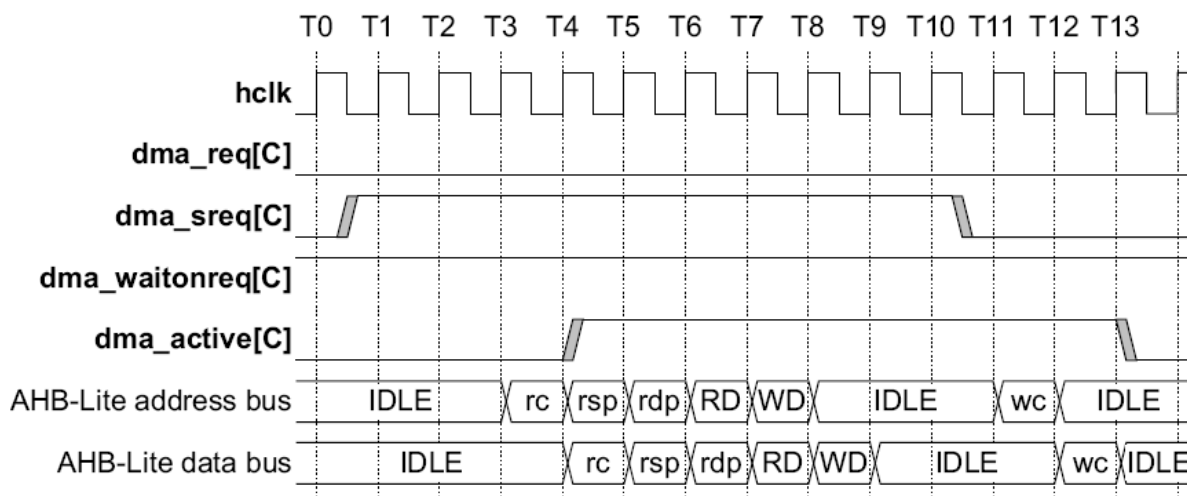 T0 T1 T2 T3 T4 T5 T6 T7 T8 T9 T10 T11 T12 T13
hclk
dma_req[C]
dma_sreq[C]
dma_waitonreq[C]
dma_active[C]
AHB-Lite address bus IDLE rc rsp rdp RD WD IDLE wc IDLE
AHB-Lite data bus IDLE rc rsp rdp RD WD IDLE wc IDLE